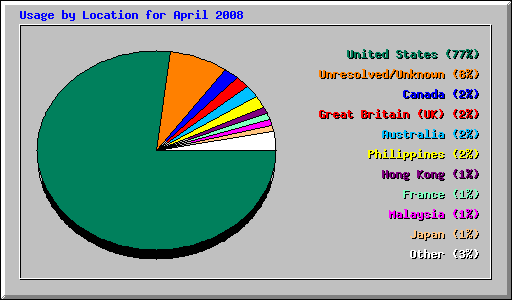 Usage by Location for April 2008
United States (77%)
Unresolved/Unknown (8%)
Canada (2%)
Great Britain (UK) (2%)
Australia (2%)
Philippines (2%)
Hong Kong (1%)
France (1%)
Malaysia (1%)
Japan (1%)
Other (3%)